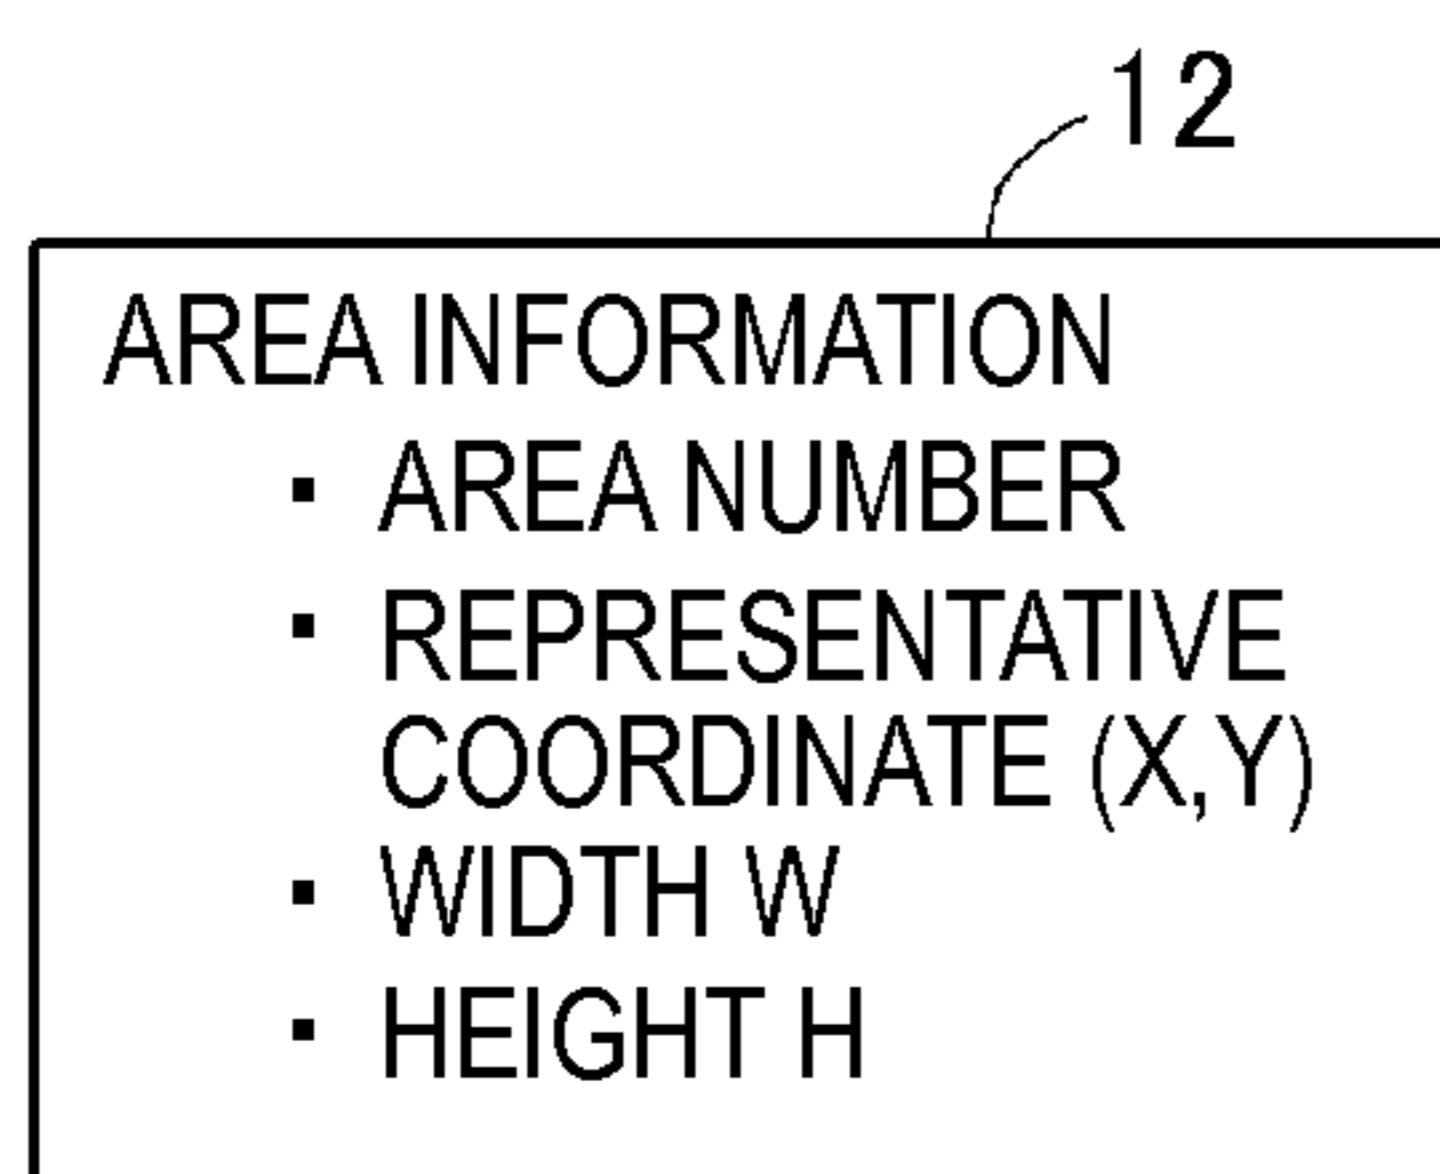 12
AREA INFORMATION
▪ AREA NUMBER
▪ REPRESENTATIVE
COORDINATE (X,Y)
▪ WIDTH W
▪ HEIGHT H